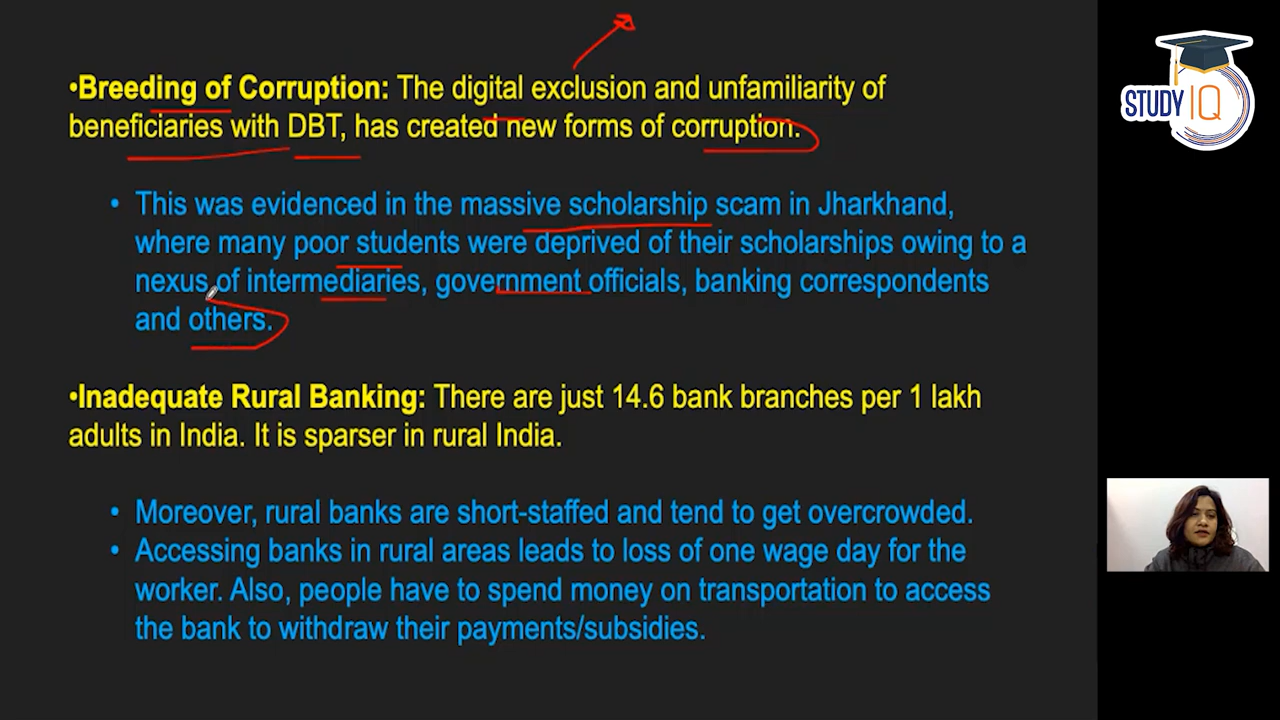 •Breeding of Corruption: The digital exclusion and unfamiliarity of
beneficiaries with DBT, has created new forms of corruption.
• This was evidenced in the massive scholarship scam in Jharkhand,
where many poor students were deprived of their scholarships owing to a
nexus of intermediaries, government officials, banking correspondents
and others.
•Inadequate Rural Banking: There are just 14.6 bank branches per 1 lakh
adults in India. It is sparser in rural India.
• Moreover, rural banks are short-staffed and tend to get overcrowded.
• Accessing banks in rural areas leads to loss of one wage day for the
worker. Also, people have to spend money on transportation to access
the bank to withdraw their payments/subsidies.
STUDY IQ